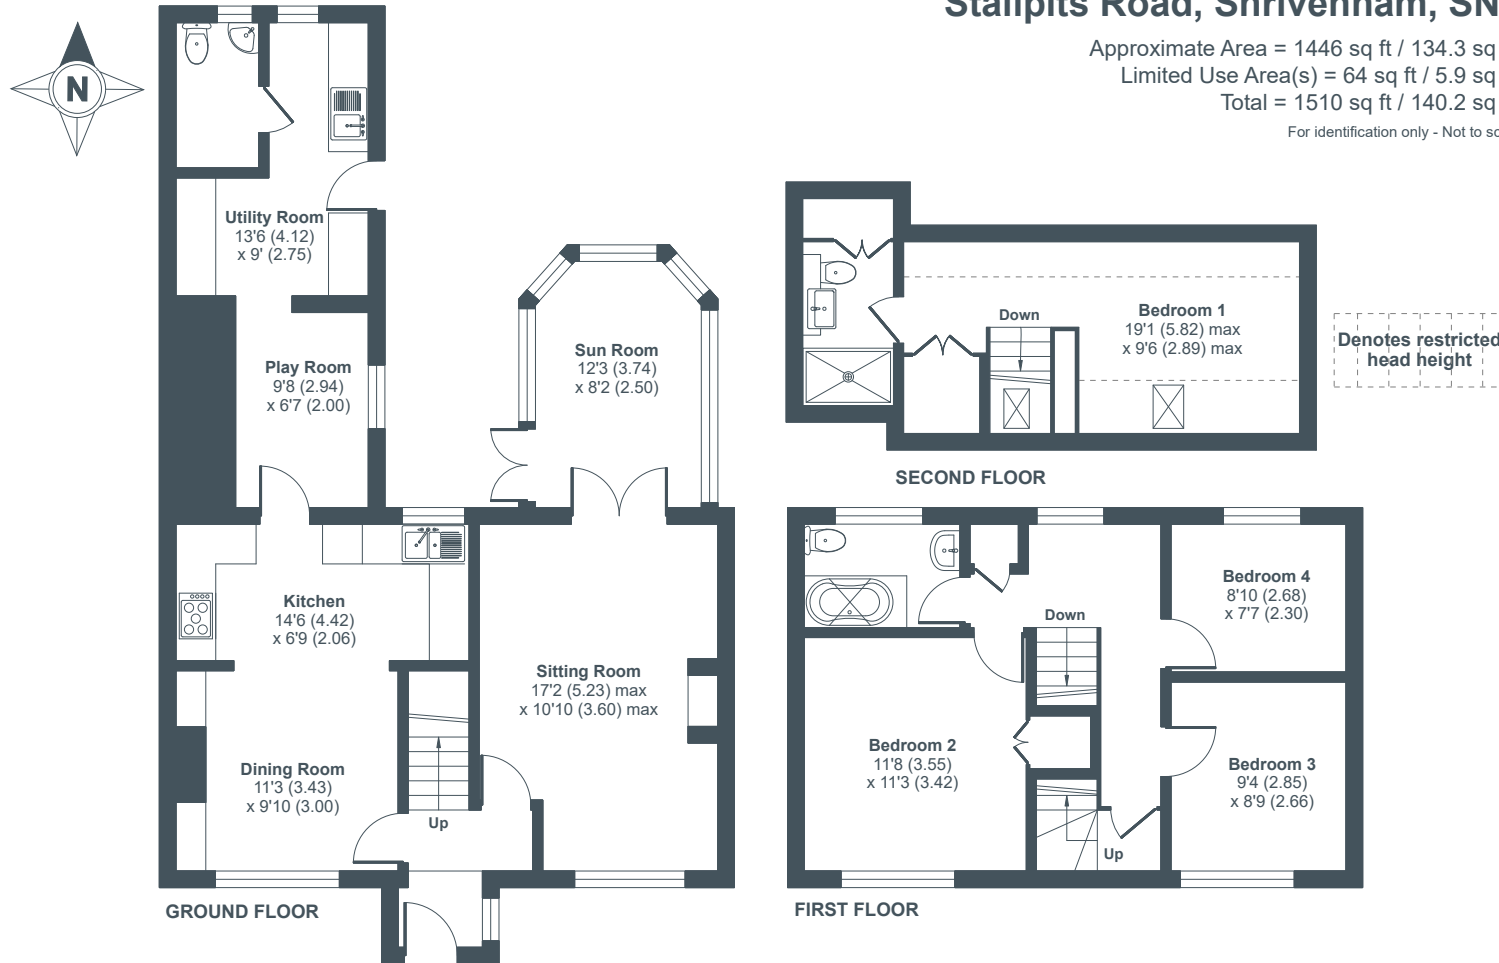 Stallpits Road, Shrivenham, SN
Approximate Area = 1446 sq ft / 134.3 sq
Limited Use Area(s) = 64 sq ft / 5.9 sq
Total = 1510 sq ft / 140.2 sq
For identification only - Not to sc
N
Utility Room
13'6 (4.12)
x 9' (2.75)
Play Room
9'8 (2.94)
x 6'7 (2.00)
Sun Room
12'3 (3.74)
x 8'2 (2.50)
Kitchen
14'6 (4.42)
x 6'9 (2.06)
Sitting Room
17'2 (5.23) max
x 10'10 (3.60) max
Dining Room
11'3 (3.43)
x 9'10 (3.00)
Up
GROUND FLOOR
Down
Bedroom 1
19'1 (5.82) max
x 9'6 (2.89) max
Denotes restricted
head height
SECOND FLOOR
Bedroom 4
8'10 (2.68)
x 7'7 (2.30)
Down
Bedroom 2
11'8 (3.55)
x 11'3 (3.42)
Bedroom 3
9'4 (2.85)
x 8'9 (2.66)
Up
FIRST FLOOR